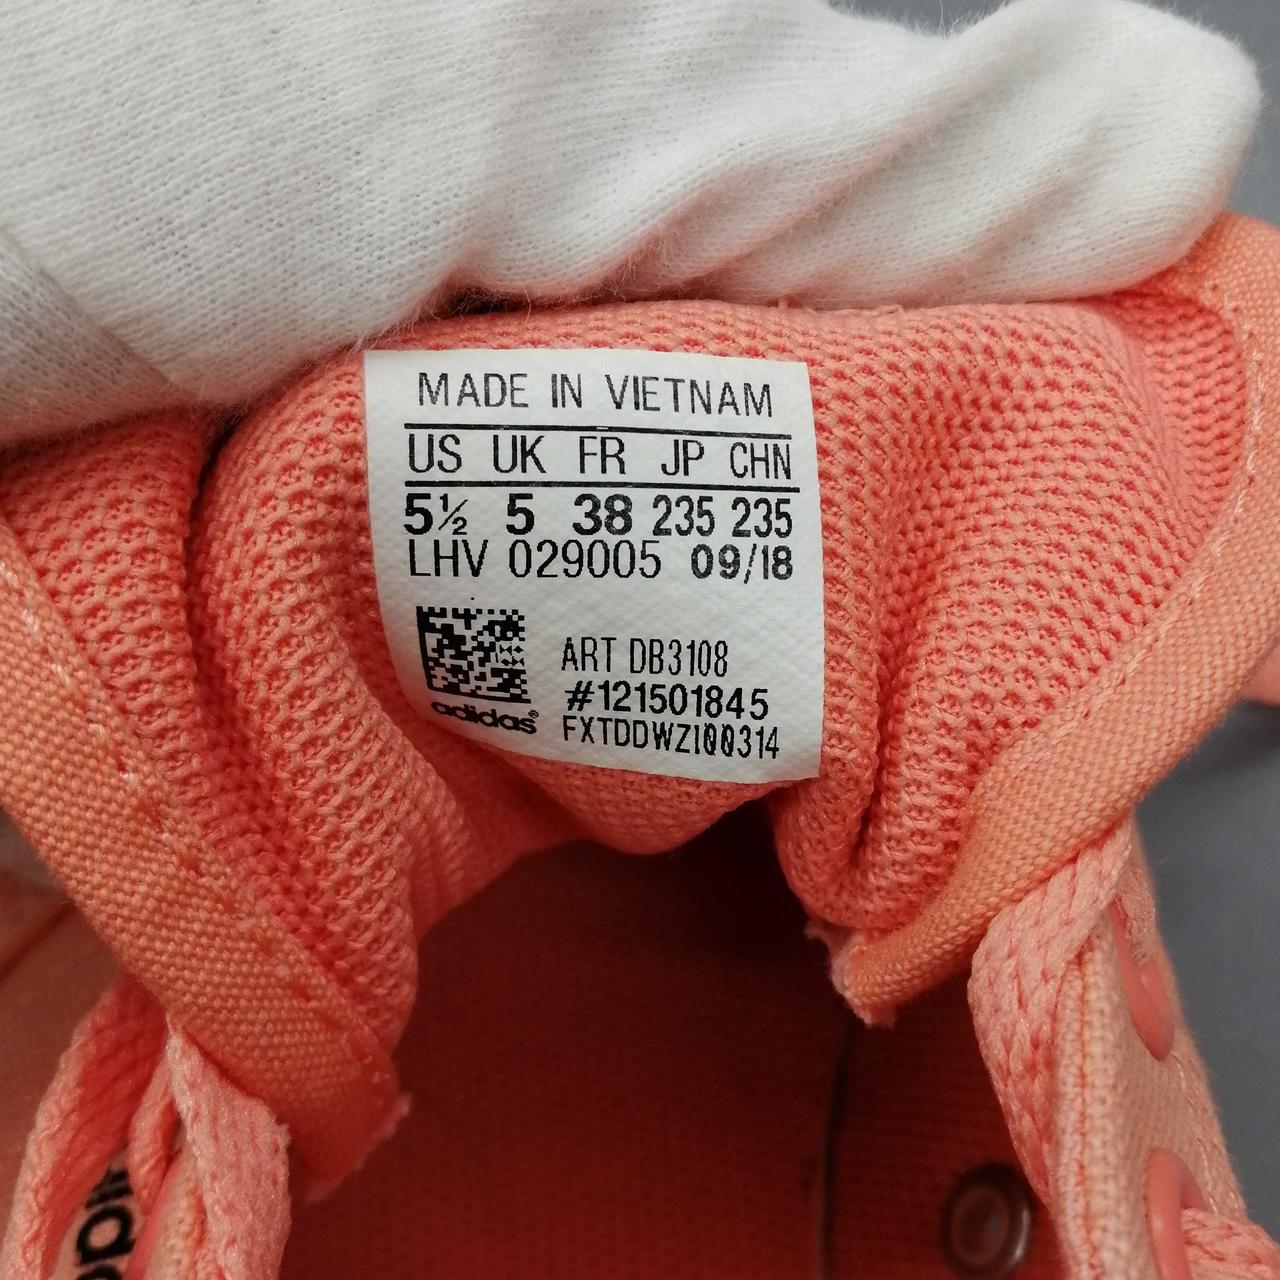 MADE IN VIETNAM
US UK FR JP CHN
5½ 5 38 235 235
LHV 029005 09/18
ART DB3108
#121501845
adidas®
FXTDDWZI00314